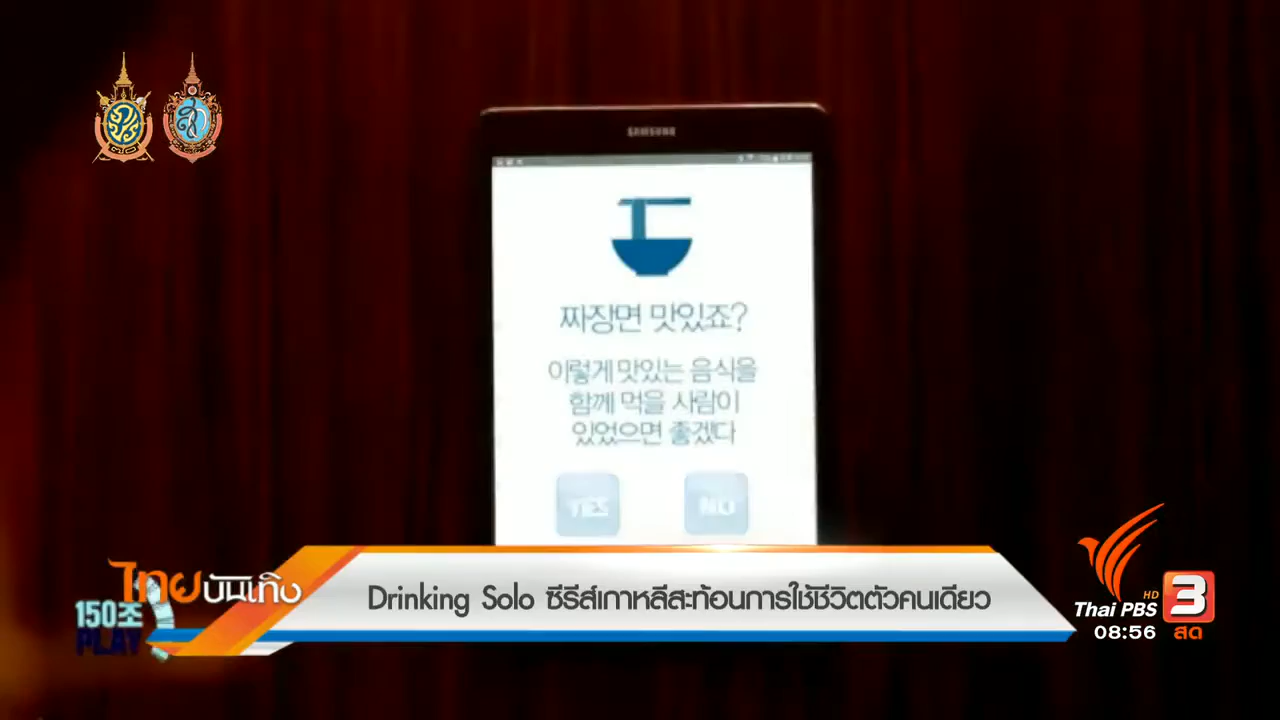 SAMSUNG
짜장면 맛있죠?
이렇게 맛있는 음식을
함께 먹을 사람이
있었으면 좋겠다
YES NO
ไทยบันเทิง
150조
PLAY
Drinking Solo ซีรีส์เกาหลีสะท้อนการใช้ชีวิตตัวคนเดียว
HD
Thai PBS 3
08:56 สด